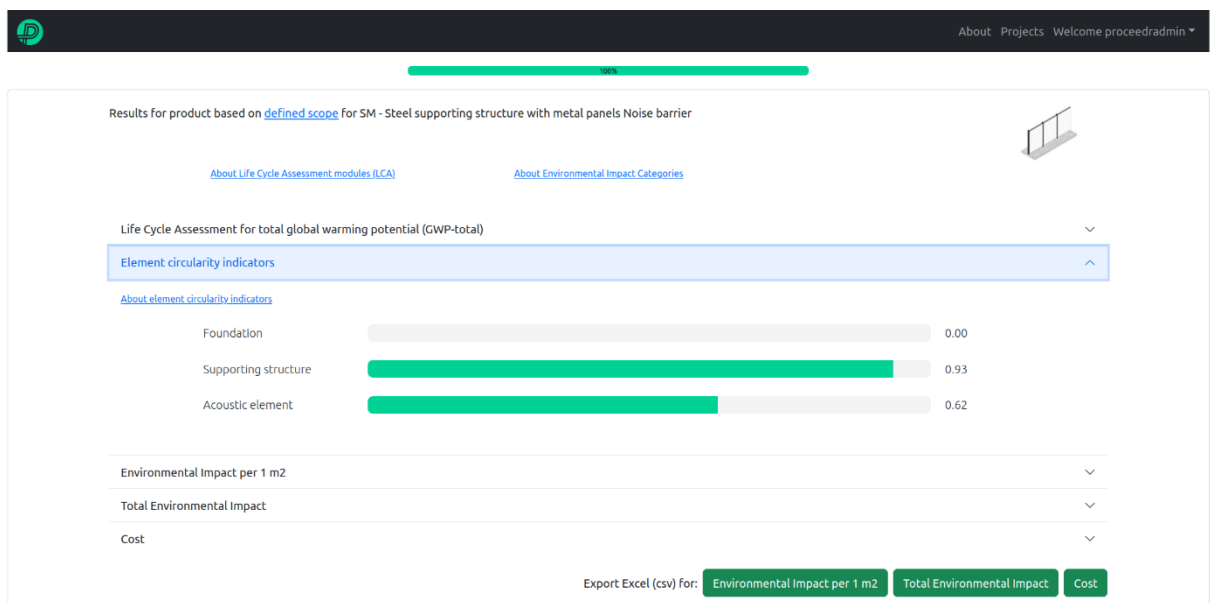 About Projects Welcome proceedradmin
100%
Results for product based on defined scope for SM - Steel supporting structure with metal panels Noise barrier
About Life Cycle Assessment modules (LCA) About Environmental Impact Categories
Life Cycle Assessment for total global warming potential (GWP-total)
Element circularity indicators
About element circularity indicators
Foundation 0.00
Supporting structure 0.93
Acoustic element 0.62
Environmental Impact per 1 m2
Total Environmental Impact
Cost
Export Excel (csv) for: Environmental Impact per 1 m2 Total Environmental Impact Cost